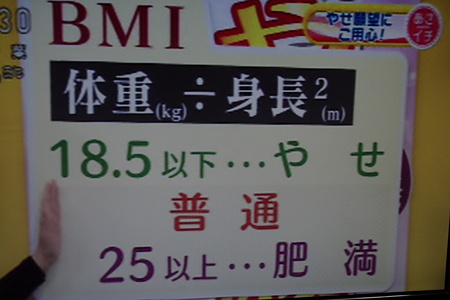 30
BMI
やせ願望に
ご用心!
あさ
イチ
体重(kg)÷身長²(m)
18.5以下・・・やせ
普通
25以上・・・肥満